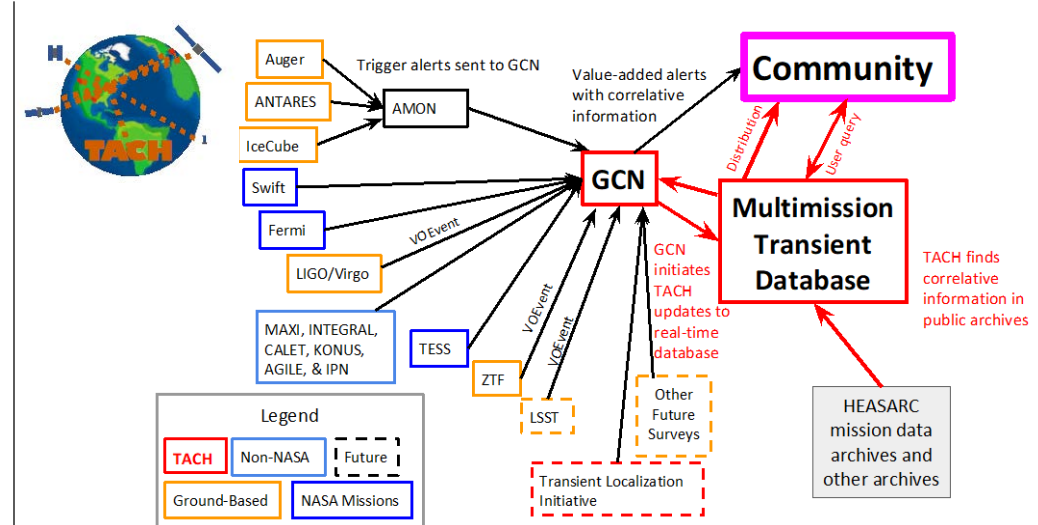 TACH
Auger
ANTARES
IceCube
Trigger alerts sent to GCN
AMON
Value-added alerts
with correlative
information
Community
Swift
Fermi
LIGO/Virgo
VOEvent
GCN
Distribution
User query
Multimission
Transient
Database
MAXI, INTEGRAL,
CALET, KONUS,
AGILE, & IPN
TESS
ZTF
VOEvent
LSST
VOEvent
GCN
initiates
TACH
updates to
real-time
database
TACH finds
correlative
information in
public archives
Other
Future
Surveys
Transient Localization
Initiative
HEASARC
mission data
archives and
other archives
Legend
TACH
Non-NASA
Future
Ground-Based
NASA Missions